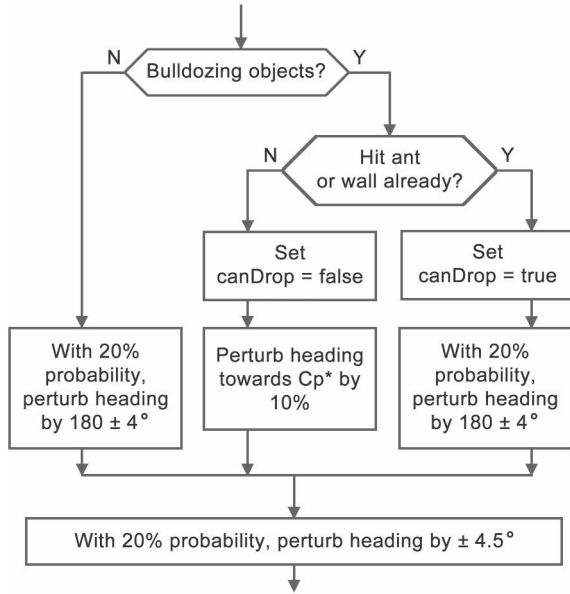 N
Bulldozing objects?
Y
N
Hit ant
or wall already?
Y
Set
canDrop = false
Set
canDrop = true
With 20%
probability,
perturb heading
by 180 ± 4°
Perturb heading
towards Cp* by
10%
With 20%
probability,
perturb heading
by 180 ± 4°
With 20% probability, perturb heading by ± 4.5°